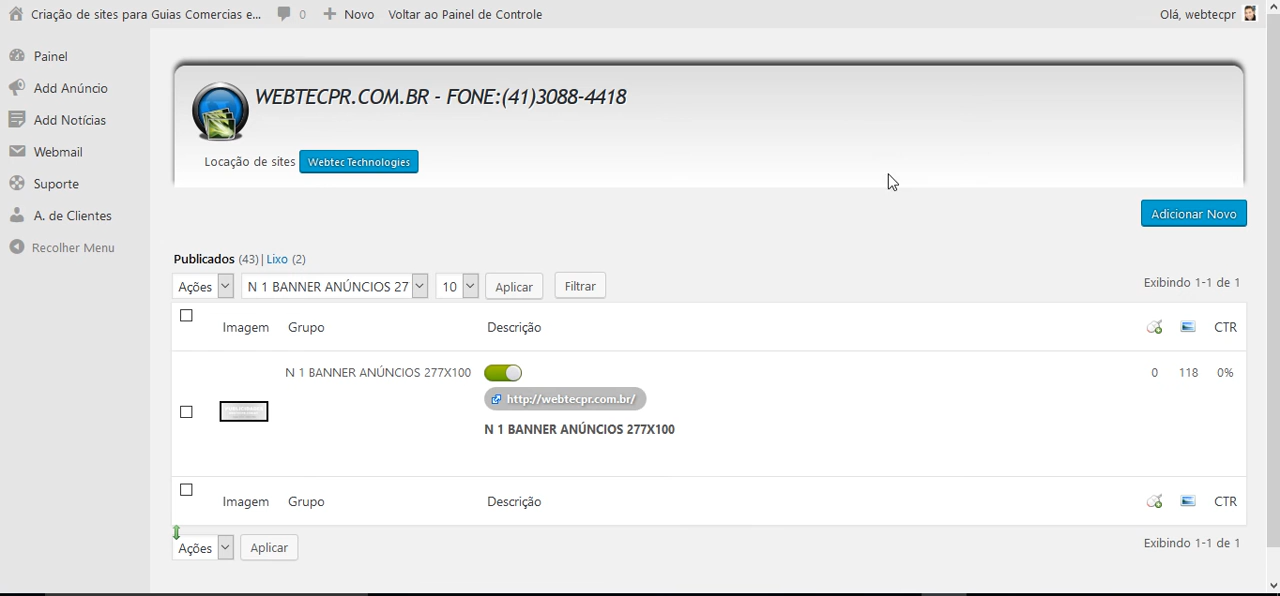 Criação de sites para Guias Comercias e... 0 Novo Voltar ao Painel de Controle Olá, webtecpr
Painel
Add Anúncio
Add Notícias
Webmail
Suporte
A. de Clientes
Recolher Menu
WEBTECPR.COM.BR - FONE:(41)3088-4418
Locação de sites Webtec Technologies
Adicionar Novo
Publicados (43) | Lixo (2)
Ações N 1 BANNER ANÚNCIOS 27 10 Aplicar Filtrar Exibindo 1-1 de 1
Imagem Grupo Descrição CTR
N 1 BANNER ANÚNCIOS 277X100 0 118 0%
http://webtecpr.com.br/
N 1 BANNER ANÚNCIOS 277X100
Imagem Grupo Descrição CTR
Ações Aplicar Exibindo 1-1 de 1